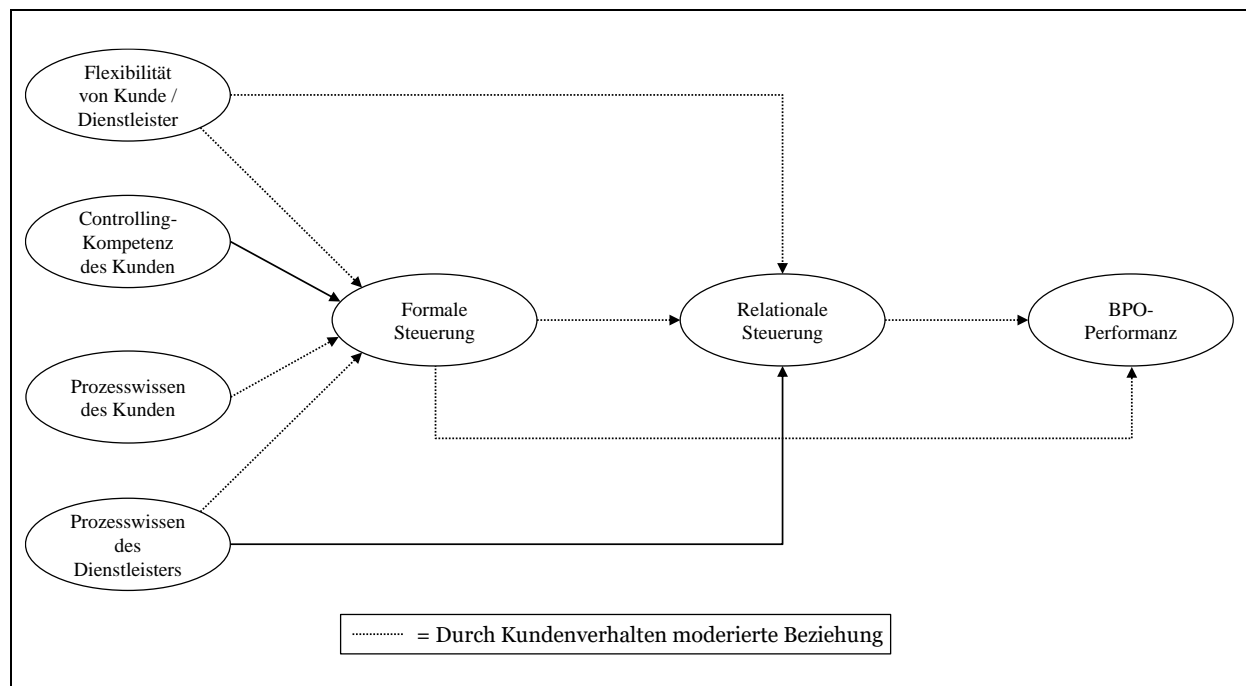 Flexibilität
von Kunde /
Dienstleister
Controlling-
Kompetenz
des Kunden
Prozesswissen
des Kunden
Prozesswissen
des
Dienstleisters
Formale
Steuerung
Relationale
Steuerung
BPO-
Performanz
= Durch Kundenverhalten moderierte Beziehung